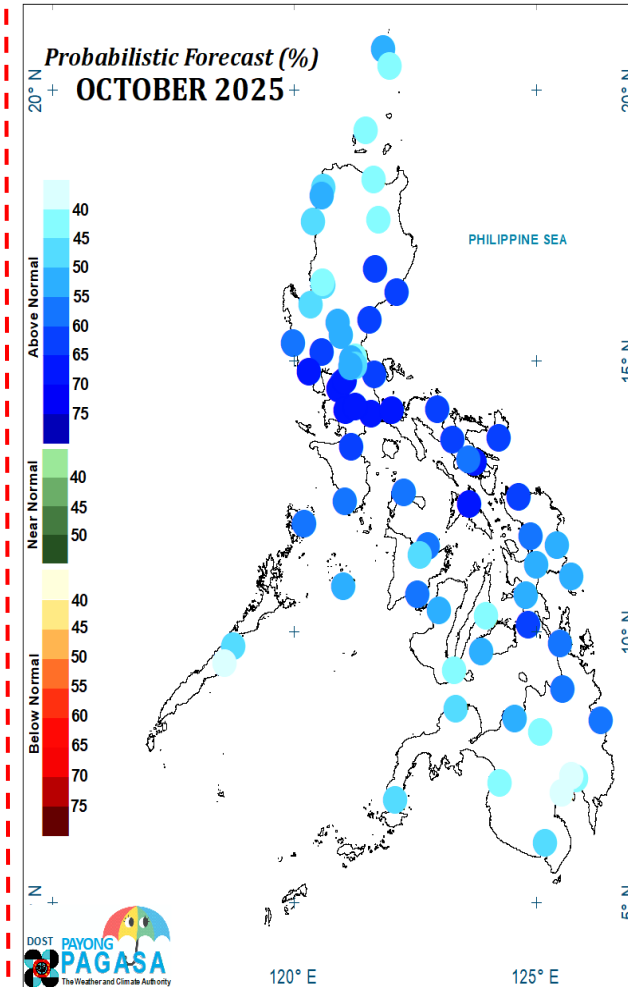 Probabilistic Forecast (%)
OCTOBER 2025
20° N
20° N
PHILIPPINE SEA
Above Normal
40
45
50
55
60
65
70
75
15° N
Near Normal
40
45
50
10° N
Below Normal
40
45
50
55
60
65
70
75
N
5° N
DOST
PAYONG
PAGASA
The Weather and Climate Authority
120° E
125° E